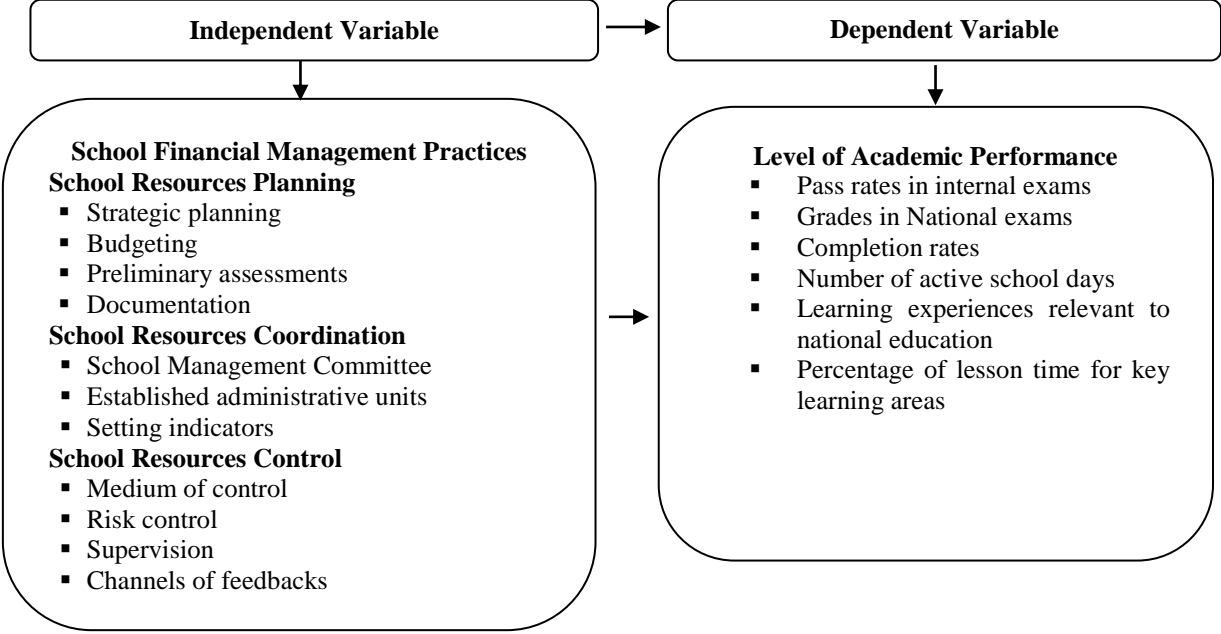 Independent Variable
Dependent Variable
School Financial Management Practices
School Resources Planning
▪ Strategic planning
▪ Budgeting
▪ Preliminary assessments
▪ Documentation
School Resources Coordination
▪ School Management Committee
▪ Established administrative units
▪ Setting indicators
School Resources Control
▪ Medium of control
▪ Risk control
▪ Supervision
▪ Channels of feedbacks
Level of Academic Performance
▪ Pass rates in internal exams
▪ Grades in National exams
▪ Completion rates
▪ Number of active school days
▪ Learning experiences relevant to
national education
▪ Percentage of lesson time for key
learning areas